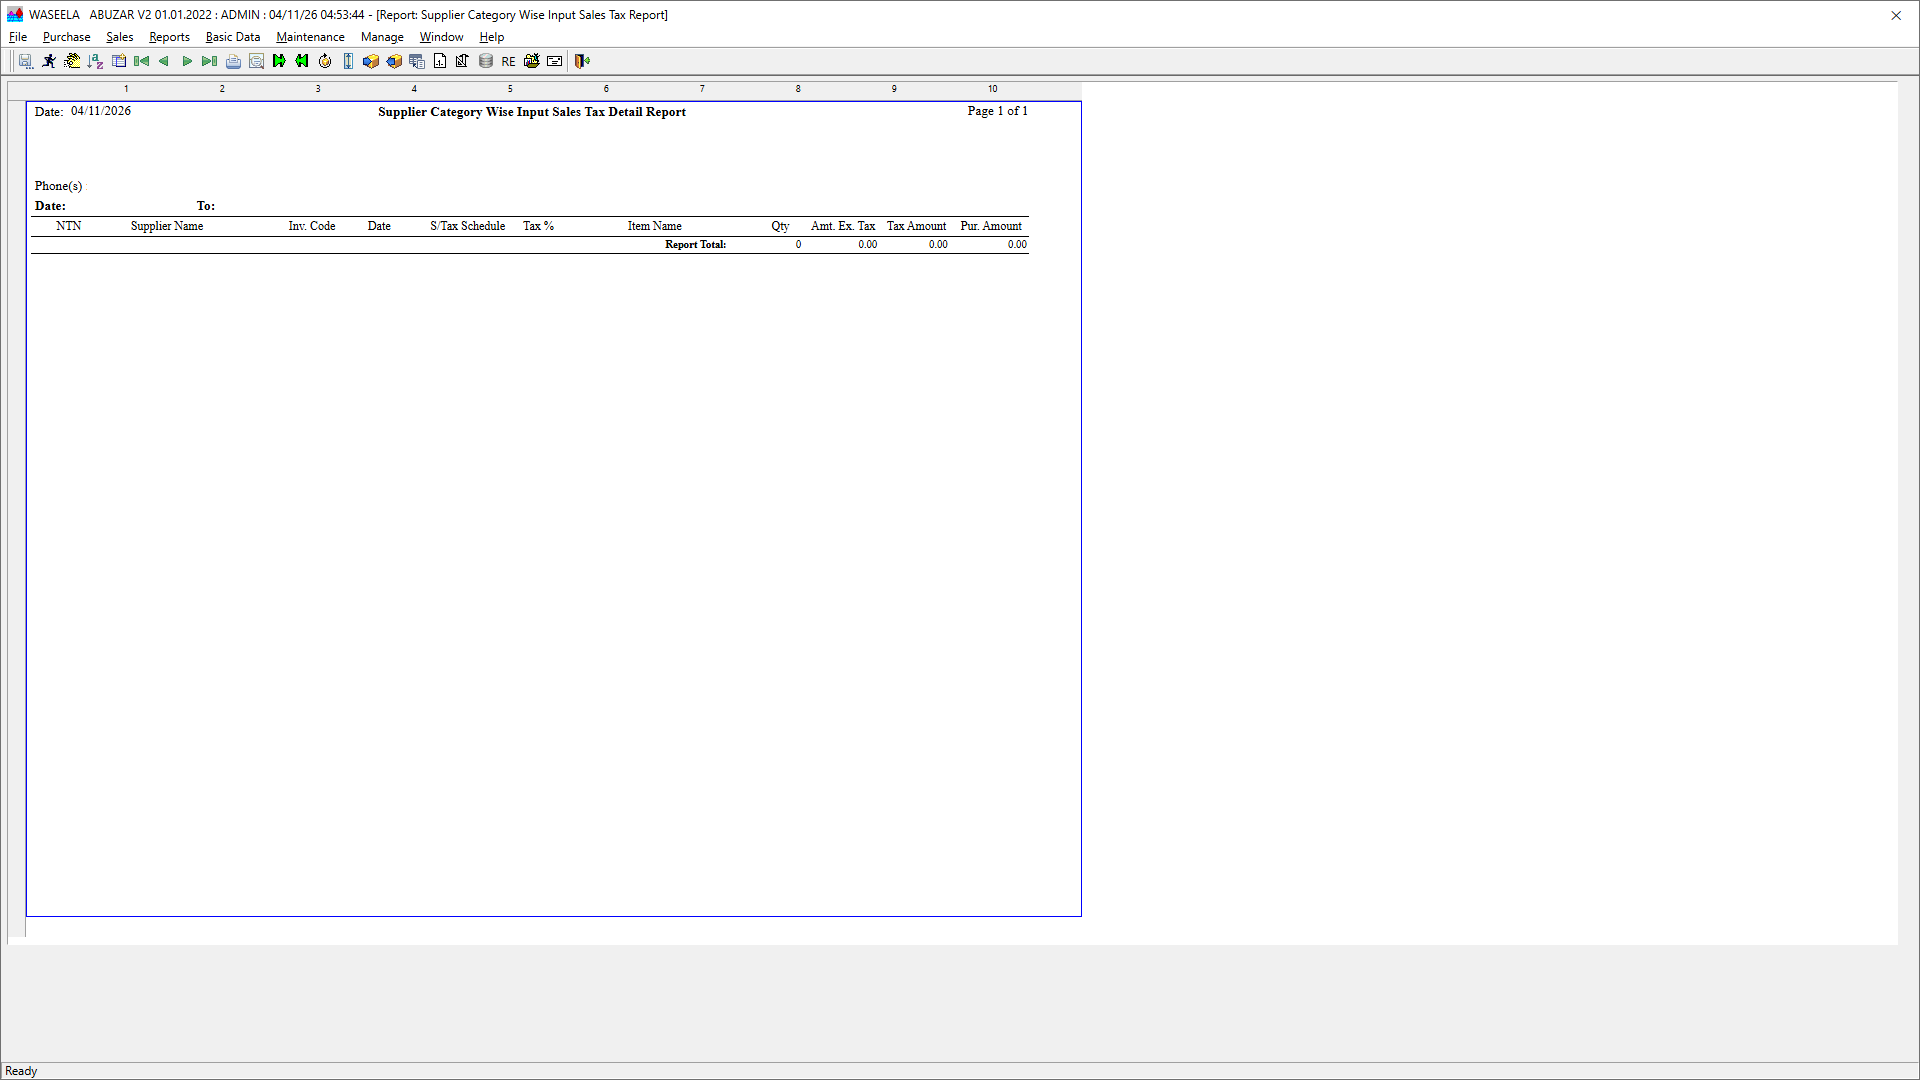 WASEELA ABUZAR V2 01.01.2022 : ADMIN : 04/11/26 04:53:44 - [Report: Supplier Category Wise Input Sales Tax Report]
File Purchase Sales Reports Basic Data Maintenance Manage Window Help
RE
1 2 3 4 5 6 7 8 9 10
Date: 04/11/2026 Supplier Category Wise Input Sales Tax Detail Report Page 1 of 1
Phone(s) :
Date: To:
NTN Supplier Name Inv. Code Date S/Tax Schedule Tax % Item Name Qty Amt. Ex. Tax Tax Amount Pur. Amount
Report Total: 0 0.00 0.00 0.00
Ready